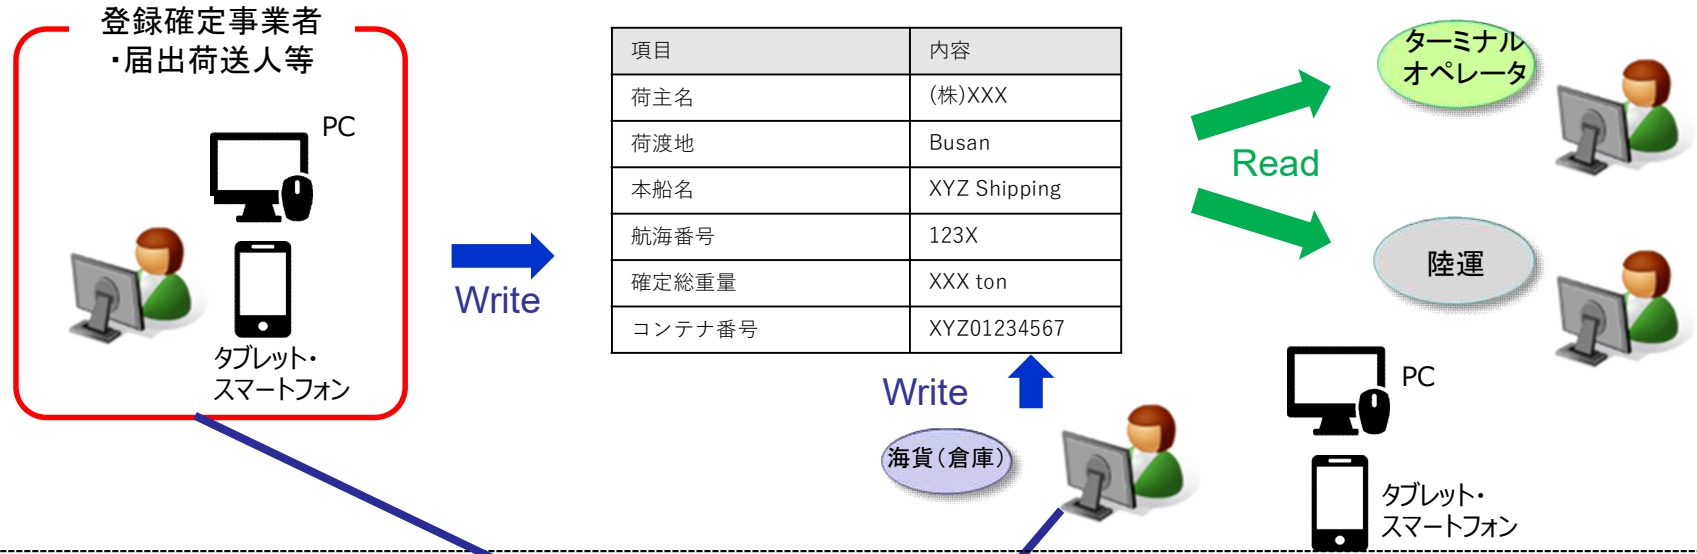 登録確定事業者
・届出荷送人等
PC
タブレット・
スマートフォン
Write
項目 内容
荷主名 (株)XXX
荷渡地 Busan
本船名 XYZ Shipping
航海番号 123X
確定総重量 XXX ton
コンテナ番号 XYZ01234567
Write
海貨(倉庫)
Read
ターミナル
オペレータ
陸運
PC
タブレット・
スマートフォン